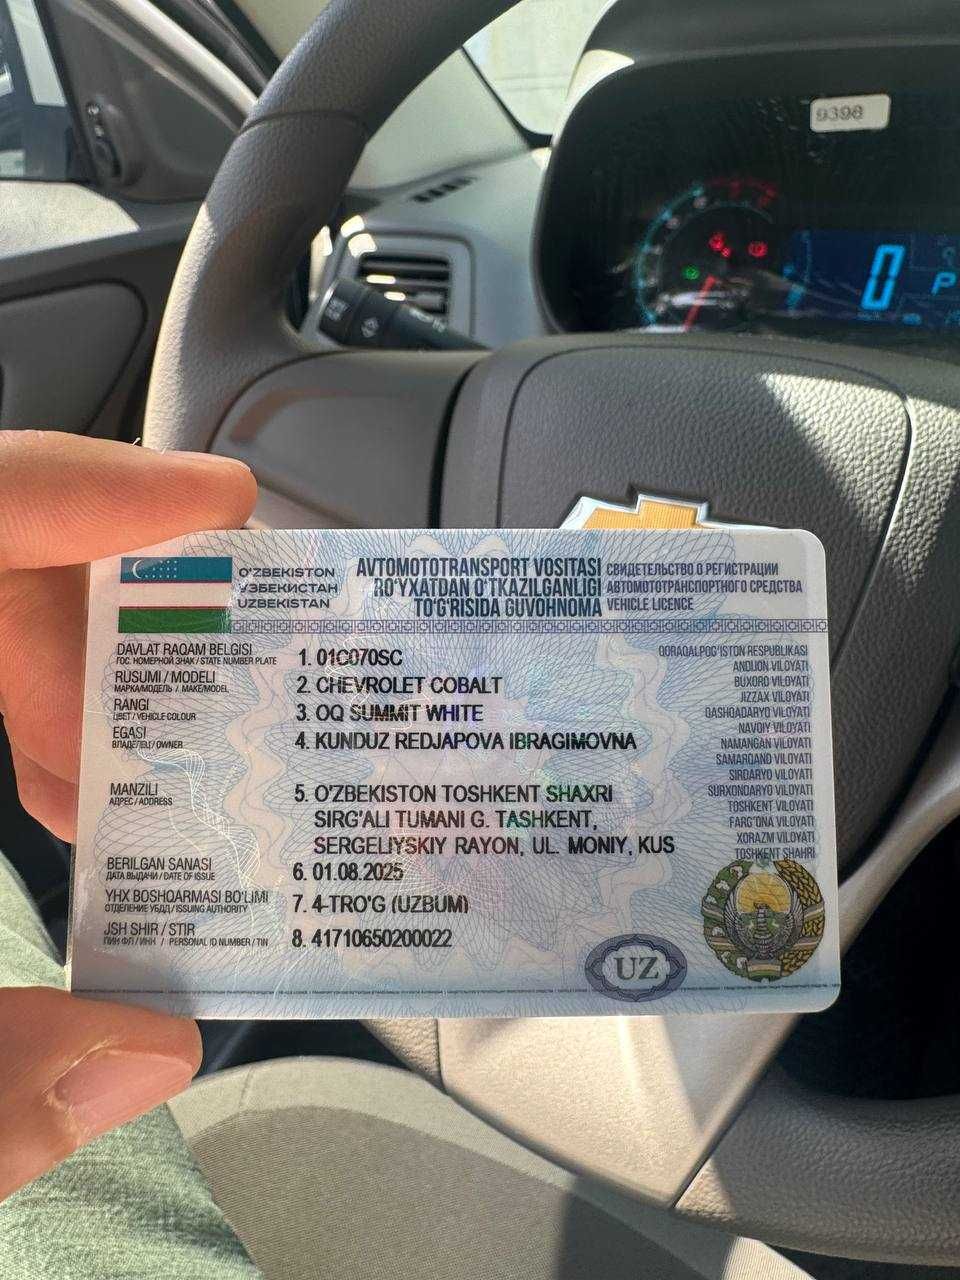 9398
0
P
O'ZBEKISTON
ЎЗБЕКИСТАН
UZBEKISTAN
AVTOMOTOTRANSPORT VOSITASI
RO'YXATDAN O'TKAZILGANLIGI
TO'G'RISIDA GUVOHNOMA
СВИДЕТЕЛЬСТВО О РЕГИСТРАЦИИ
АВТОМОТОТРАНСПОРТНОГО СРЕДСТВА
VEHICLE LICENCE
DAVLAT RAQAM BELGISI
ГОС. НОМЕРНОЙ ЗНАК / STATE NUMBER PLATE
1. 01C070SC
RUSUMI / MODELI
МАРКА/МОДЕЛЬ / MAKE/MODEL
2. CHEVROLET COBALT
RANGI
ЦВЕТ / VEHICLE COLOUR
3. OQ SUMMIT WHITE
EGASI
ВЛАДЕЛЕЦ / OWNER
4. KUNDUZ REDJAPOVA IBRAGIMOVNA
MANZILI
АДРЕС / ADDRESS
5. O'ZBEKISTON TOSHKENT SHAXRI
SIRG'ALI TUMANI G. TASHKENT,
SERGELIYSKIY RAYON, UL. MONIY, KUS
BERILGAN SANASI
ДАТА ВЫДАЧИ / DATE OF ISSUE
6. 01.08.2025
YHX BOSHQARMASI BO'LIMI
ОТДЕЛЕНИЕ УБДД / ISSUING AUTHORITY
7. 4-TRO'G (UZBUM)
JSH SHIR / STIR
ПИНФЛ / ИНН / PERSONAL ID NUMBER / TIN
8. 41710650200022
QORAQALPOG'ISTON RESPUBLIKASI
ANDIJON VILOYATI
BUXORO VILOYATI
JIZZAX VILOYATI
QASHQADARYO VILOYATI
NAVOIY VILOYATI
NAMANGAN VILOYATI
SAMARQAND VILOYATI
SIRDARYO VILOYATI
SURXONDARYO VILOYATI
TOSHKENT VILOYATI
FARG'ONA VILOYATI
XORAZM VILOYATI
TOSHKENT SHAHRI
UZ